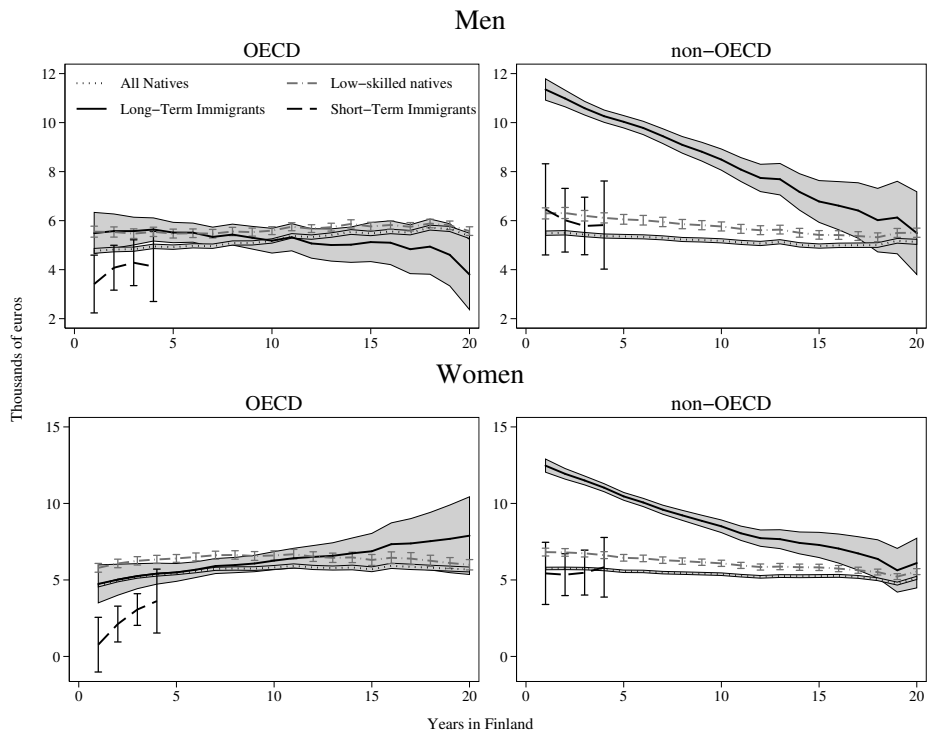 Men
OECD
non−OECD
12
10
8
6
4
2
0 5 10 15 20
All Natives
Low−skilled natives
Long−Term Immigrants
Short−Term Immigrants
12
10
8
6
4
2
0 5 10 15 20
Thousands of euros
Women
OECD
non−OECD
15
10
5
0
0 5 10 15 20
15
10
5
0
0 5 10 15 20
Years in Finland